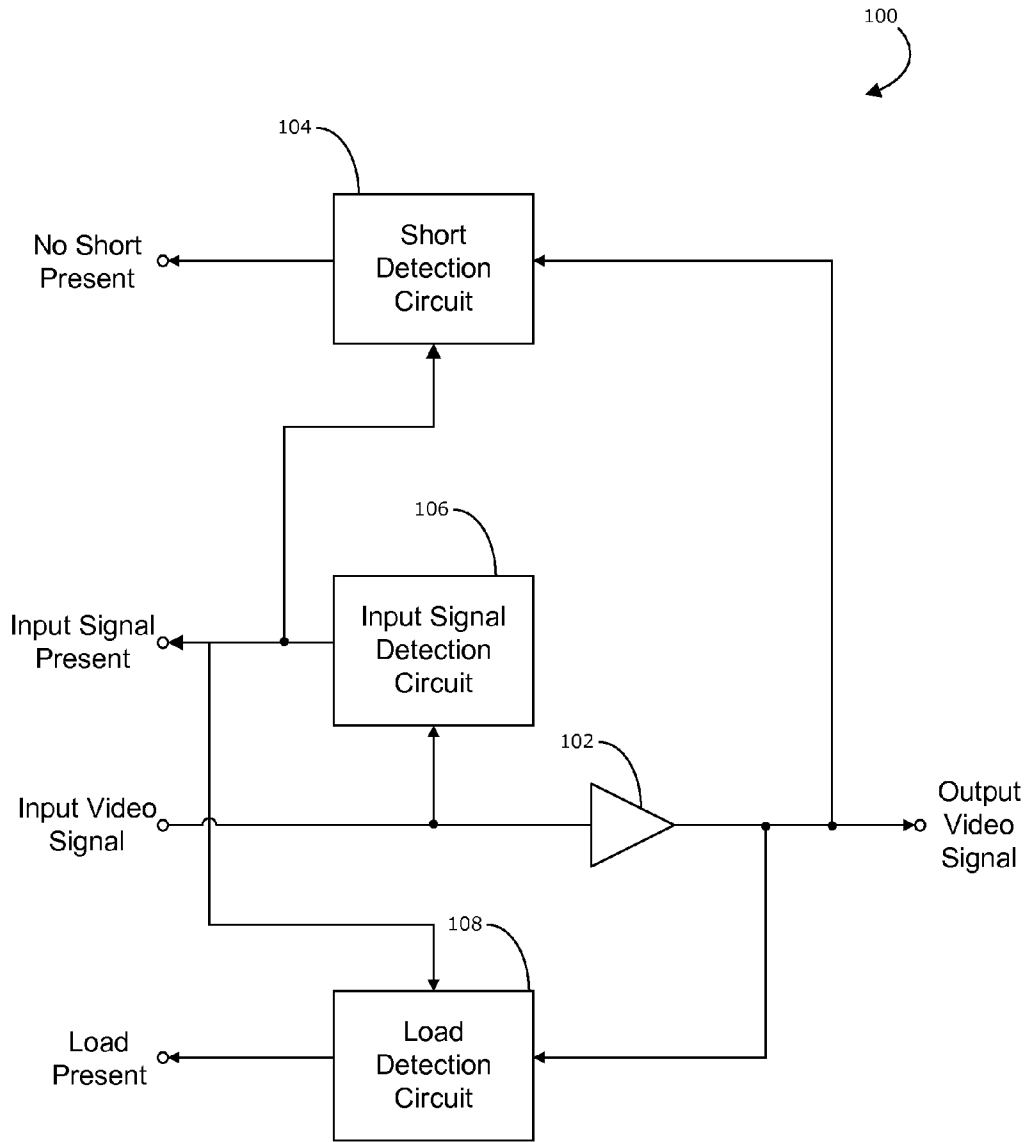 100
104
No Short
Present
Short
Detection
Circuit
106
Input Signal
Present
Input Signal
Detection
Circuit
102
Input Video
Signal
Output
Video
Signal
108
Load
Present
Load
Detection
Circuit